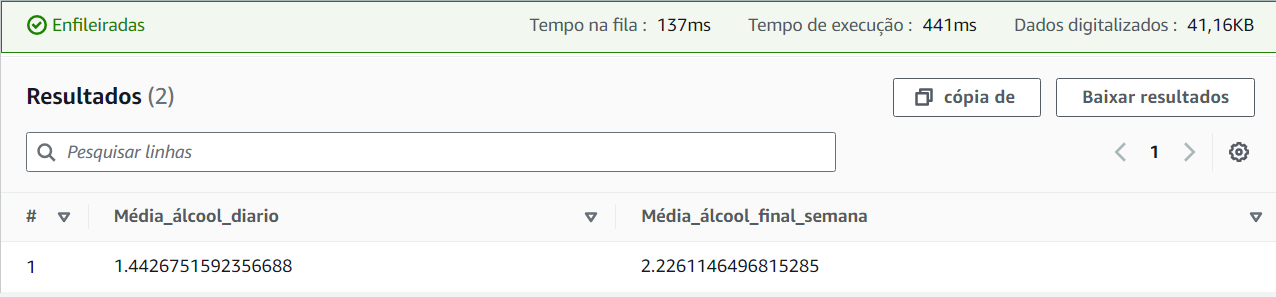 Enfileiradas Tempo na fila : 137ms Tempo de execução : 441ms Dados digitalizados : 41,16KB
Resultados (2) cópia de Baixar resultados
Pesquisar linhas 1
# Média_álcool_diario Média_álcool_final_semana
1 1.4426751592356688 2.2261146496815285